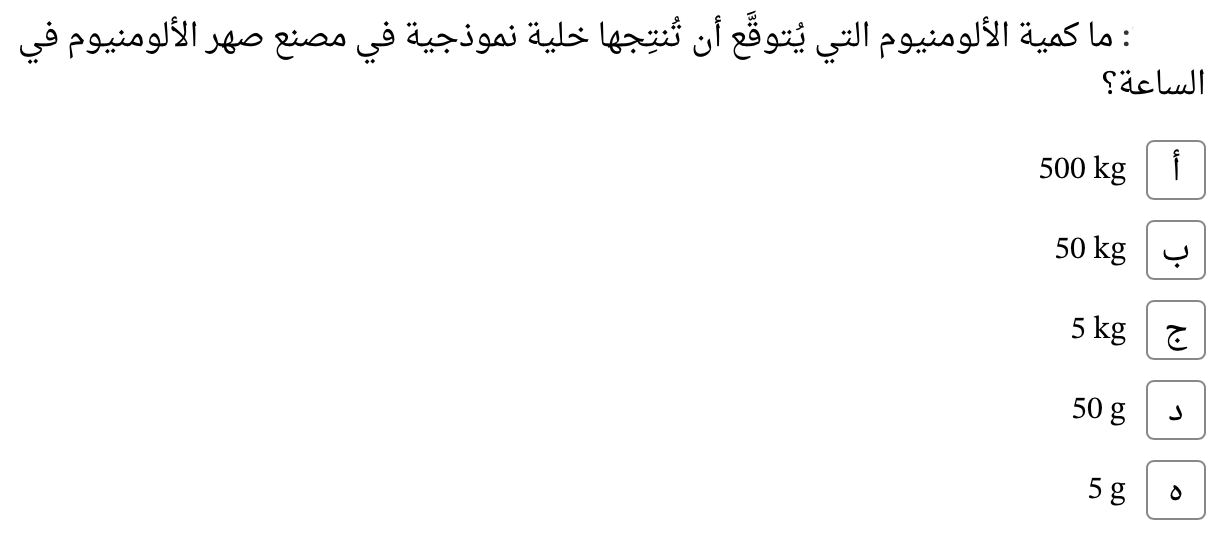 : ما كمية الألومنيوم التي يُتوقَّع أن تُنتِجها خلية نموذجية في مصنع صهر الألومنيوم في
الساعة؟
أ 500 kg
ب 50 kg
ج 5 kg
د 50 g
ه 5 g